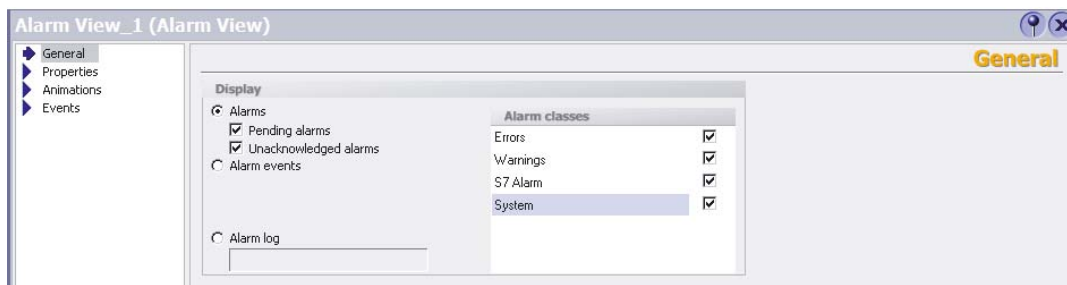 Alarm View_1 (Alarm View)
General
Properties
Animations
Events
General
Display
Alarms
Pending alarms
Unacknowledged alarms
Alarm events
Alarm log
Alarm classes
Errors
Warnings
S7 Alarm
System